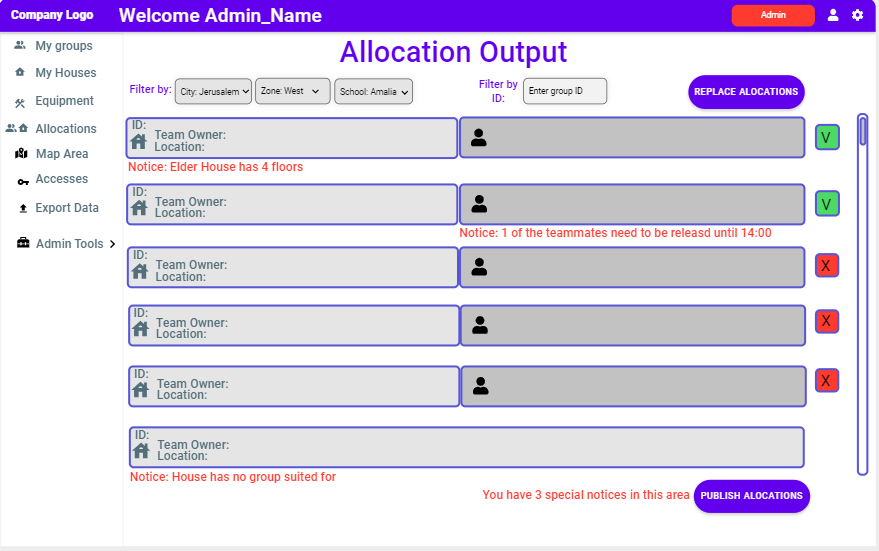 Company Logo
Welcome Admin_Name
Admin
My groups
My Houses
Equipment
Allocations
Map Area
Accesses
Export Data
Admin Tools
Allocation Output
Filter by:
City: Jerusalem
Zone: West
School: Amalia
Filter by
ID:
Enter group ID
REPLACE ALOCATIONS
ID:
Team Owner:
Location:
V
Notice: Elder House has 4 floors
ID:
Team Owner:
Location:
V
Notice: 1 of the teammates need to be releasd until 14:00
ID:
Team Owner:
Location:
X
ID:
Team Owner:
Location:
X
ID:
Team Owner:
Location:
X
ID:
Team Owner:
Location:
Notice: House has no group suited for
You have 3 special notices in this area
PUBLISH ALOCATIONS